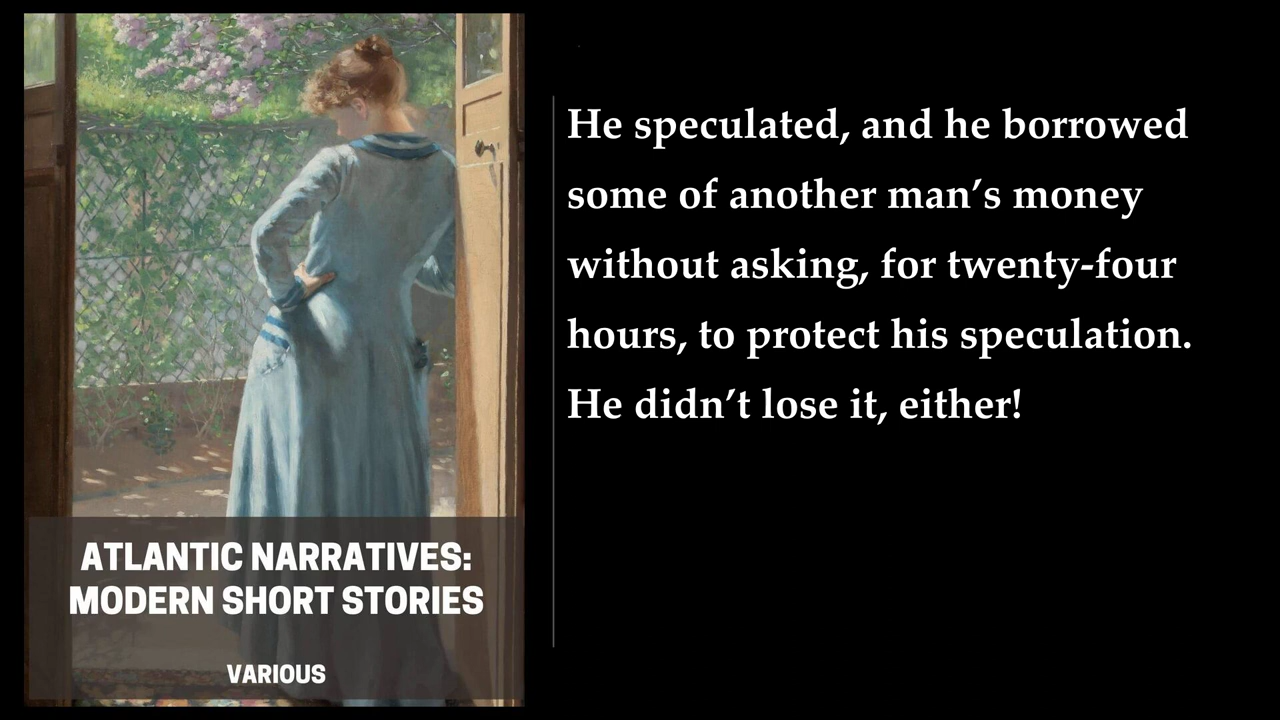 He speculated, and he borrowed
some of another man’s money
without asking, for twenty-four
hours, to protect his speculation.
He didn’t lose it, either!
ATLANTIC NARRATIVES:
MODERN SHORT STORIES
VARIOUS